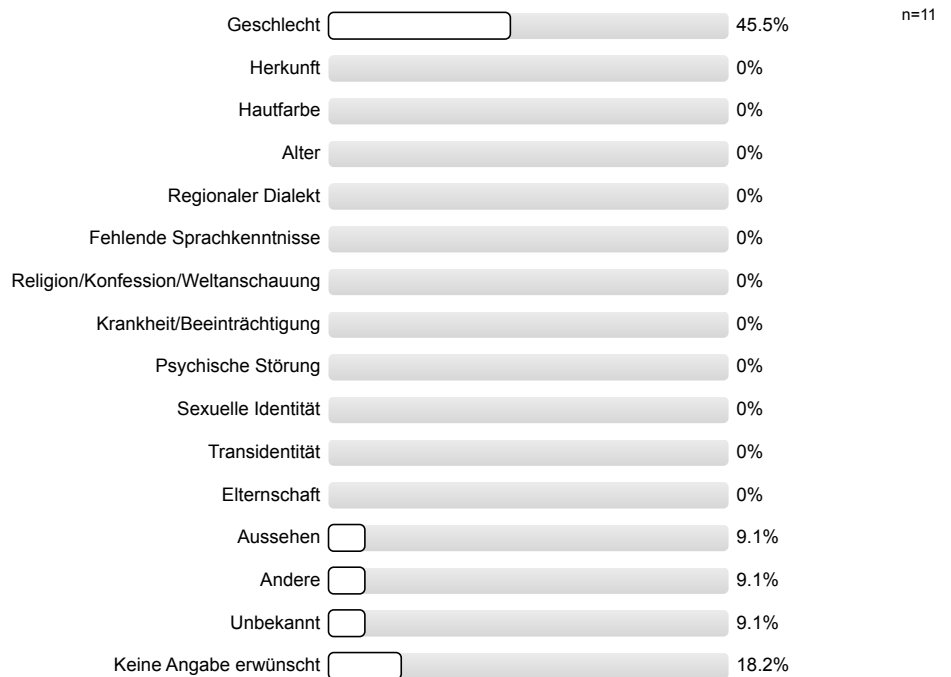 Geschlecht 45.5% n=11
Herkunft 0%
Hautfarbe 0%
Alter 0%
Regionaler Dialekt 0%
Fehlende Sprachkenntnisse 0%
Religion/Konfession/Weltanschauung 0%
Krankheit/Beeinträchtigung 0%
Psychische Störung 0%
Sexuelle Identität 0%
Transidentität 0%
Elternschaft 0%
Aussehen 9.1%
Andere 9.1%
Unbekannt 9.1%
Keine Angabe erwünscht 18.2%